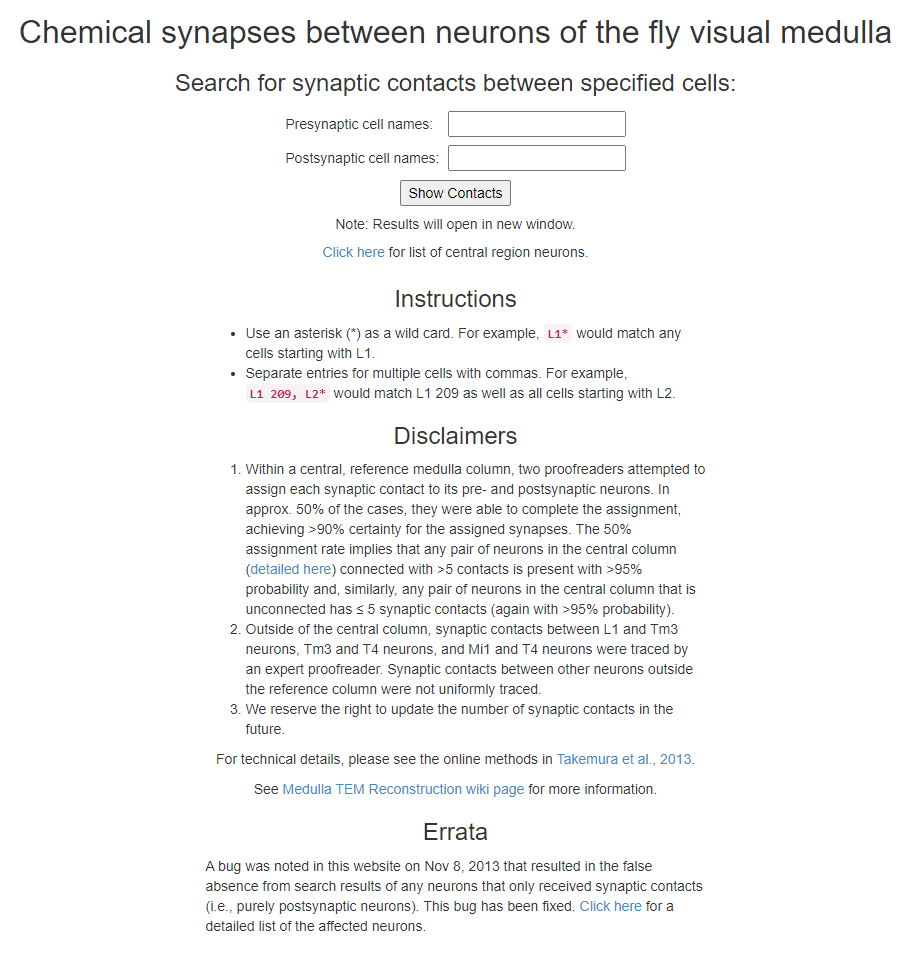 Chemical synapses between neurons of the fly visual medulla
Search for synaptic contacts between specified cells:
Presynaptic cell names:
Postsynaptic cell names:
Show Contacts
Note: Results will open in new window.
Click here for list of central region neurons.
Instructions
• Use an asterisk (*) as a wild card. For example, L1* would match any
cells starting with L1.
• Separate entries for multiple cells with commas. For example,
L1 209, L2* would match L1 209 as well as all cells starting with L2.
Disclaimers
1. Within a central, reference medulla column, two proofreaders attempted to
assign each synaptic contact to its pre- and postsynaptic neurons. In
approx. 50% of the cases, they were able to complete the assignment,
achieving >90% certainty for the assigned synapses. The 50%
assignment rate implies that any pair of neurons in the central column
(detailed here) connected with >5 contacts is present with >95%
probability and, similarly, any pair of neurons in the central column that is
unconnected has ≤ 5 synaptic contacts (again with >95% probability).
2. Outside of the central column, synaptic contacts between L1 and Tm3
neurons, Tm3 and T4 neurons, and Mi1 and T4 neurons were traced by
an expert proofreader. Synaptic contacts between other neurons outside
the reference column were not uniformly traced.
3. We reserve the right to update the number of synaptic contacts in the
future.
For technical details, please see the online methods in Takemura et al., 2013.
See Medulla TEM Reconstruction wiki page for more information.
Errata
A bug was noted in this website on Nov 8, 2013 that resulted in the false
absence from search results of any neurons that only received synaptic contacts
(i.e., purely postsynaptic neurons). This bug has been fixed. Click here for a
detailed list of the affected neurons.